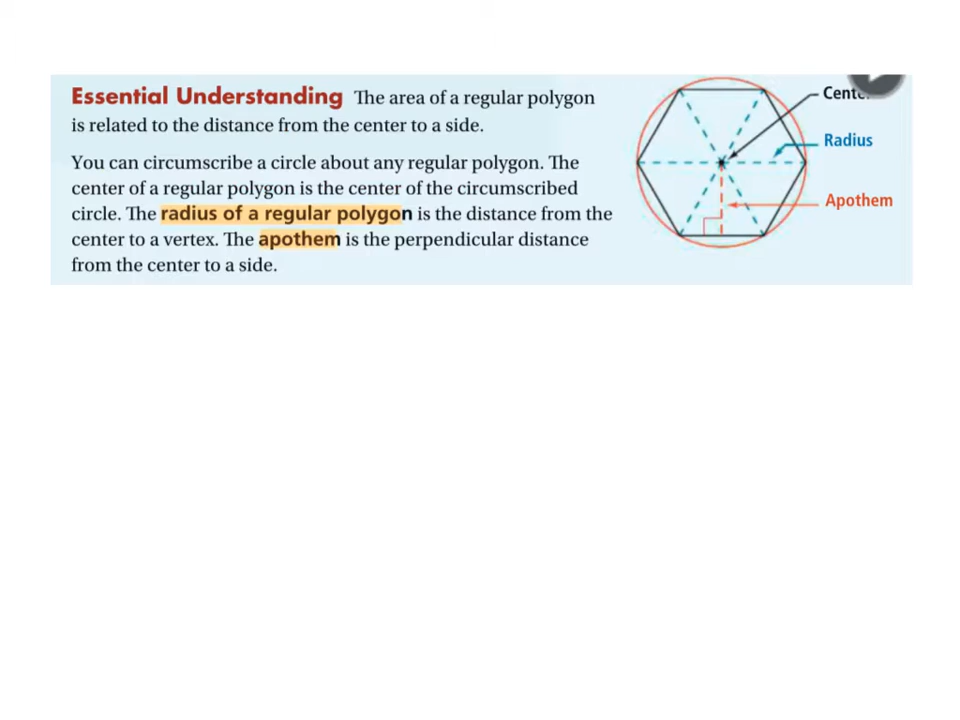 Essential Understanding The area of a regular polygon
is related to the distance from the center to a side.
You can circumscribe a circle about any regular polygon. The
center of a regular polygon is the center of the circumscribed
circle. The radius of a regular polygon is the distance from the
center to a vertex. The apothem is the perpendicular distance
from the center to a side.
Cente
Radius
Apothem